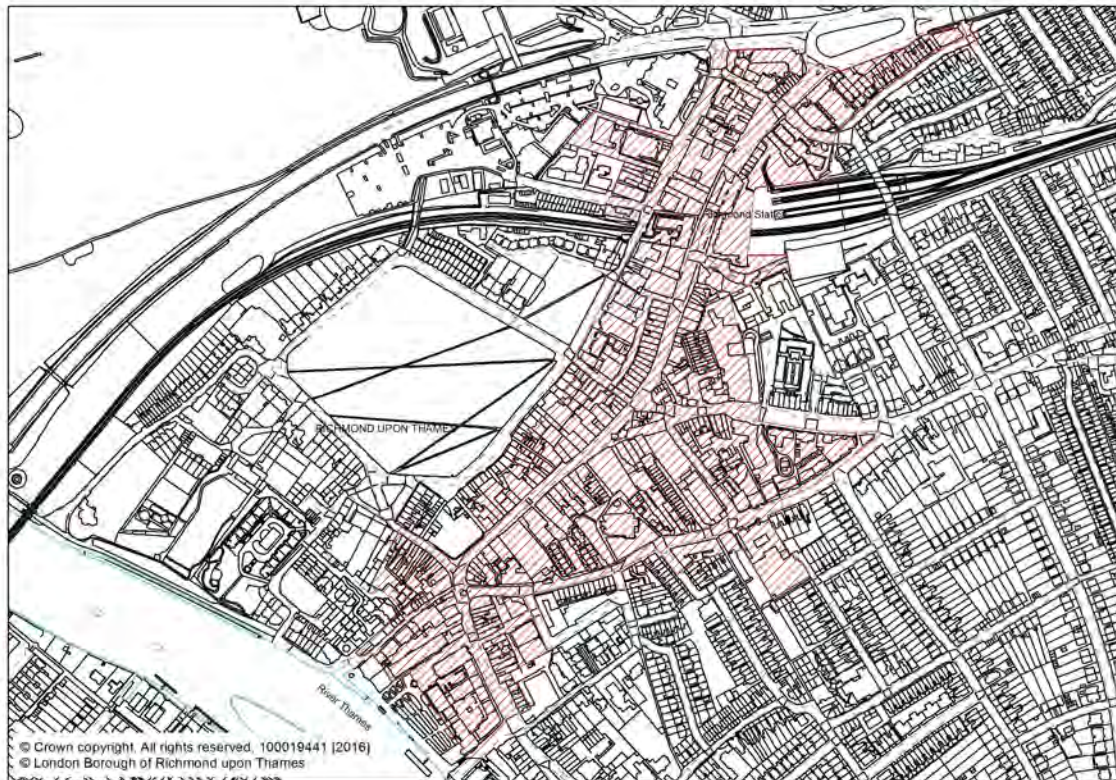 Richmond Station
RICHMOND UPON THAMES
River Thames
© Crown copyright. All rights reserved. 100019441 [2016]
© London Borough of Richmond upon Thames